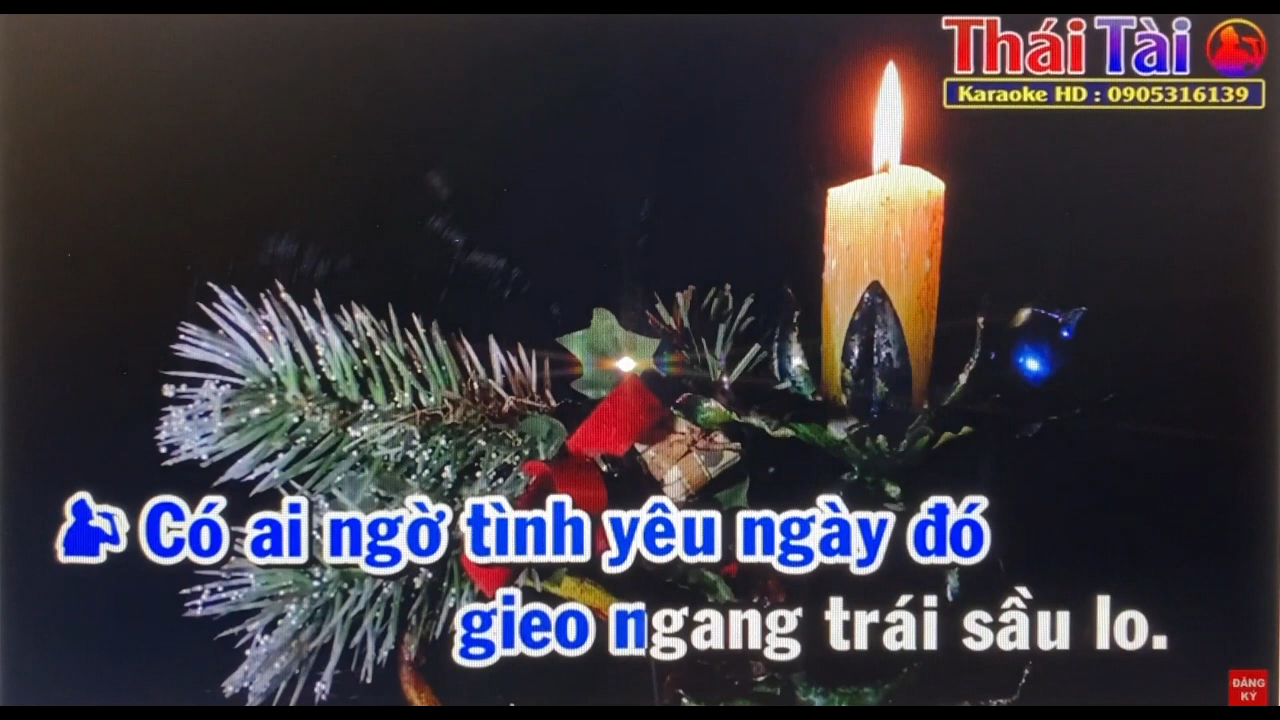 Thái Tài
Karaoke HD : 0905316139
Có ai ngờ tình yêu ngày đó
gieo ngang trái sầu lo.
ĐĂNG
KÝ